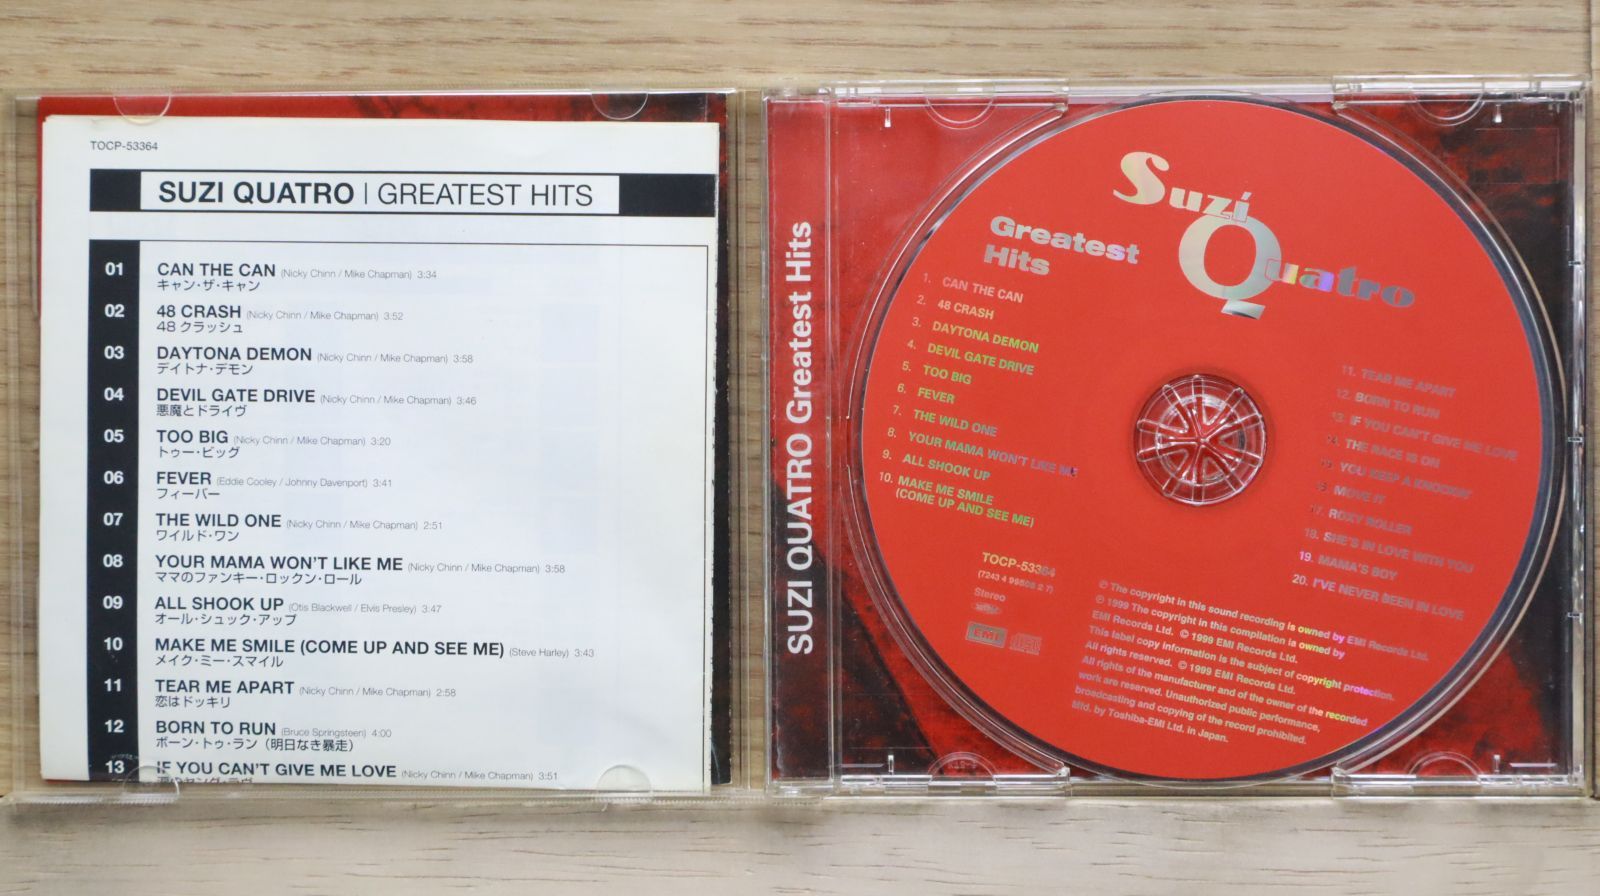 TOCP-53364
SUZI QUATRO | GREATEST HITS
01 CAN THE CAN (Nicky Chinn / Mike Chapman) 3:34
キャン・ザ・キャン
02 48 CRASH (Nicky Chinn / Mike Chapman) 3:52
48 クラッシュ
03 DAYTONA DEMON (Nicky Chinn / Mike Chapman) 3:58
デイトナ・デモン
04 DEVIL GATE DRIVE (Nicky Chinn / Mike Chapman) 3:46
悪魔とドライヴ
05 TOO BIG (Nicky Chinn / Mike Chapman) 3:20
トゥー・ビッグ
06 FEVER (Eddie Cooley / Johnny Davenport) 3:41
フィーバー
07 THE WILD ONE (Nicky Chinn / Mike Chapman) 2:51
ワイルド・ワン
08 YOUR MAMA WON'T LIKE ME (Nicky Chinn / Mike Chapman) 3:58
ママのファンキー・ロックン・ロール
09 ALL SHOOK UP (Otis Blackwell / Elvis Presley) 3:47
オール・シュック・アップ
10 MAKE ME SMILE (COME UP AND SEE ME) (Steve Harley) 3:43
メイク・ミー・スマイル
11 TEAR ME APART (Nicky Chinn / Mike Chapman) 2:58
恋はドッキリ
12 BORN TO RUN (Bruce Springsteen) 4:00
ボーン・トゥ・ラン（明日なき暴走）
13 IF YOU CAN'T GIVE ME LOVE (Nicky Chinn / Mike Chapman) 3:51
SUZI QUATRO Greatest Hits
Suzi Quatro
Greatest
Hits
1. CAN THE CAN
2. 48 CRASH
3. DAYTONA DEMON
4. DEVIL GATE DRIVE
5. TOO BIG
6. FEVER
7. THE WILD ONE
8. YOUR MAMA WON'T LIKE ME
9. ALL SHOOK UP
10. MAKE ME SMILE
(COME UP AND SEE ME)
11. TEAR ME APART
12. BORN TO RUN
13. IF YOU CAN'T GIVE ME LOVE
14. THE RACE IS ON
15. YOU KEEP A KNOCKIN'
16. MOVE IT
17. ROXY ROLLER
18. SHE'S IN LOVE WITH YOU
19. MAMA'S BOY
20. I'VE NEVER BEEN IN LOVE
TOCP-53364
(7243 4 99508 2 7)
Stereo
EMI
℗ The copyright in this sound recording is owned by EMI Records Ltd.
℗ 1999 The copyright in this compilation is owned by
EMI Records Ltd. © 1999 EMI Records Ltd.
This label copy information is the subject of copyright protection.
All rights reserved. © 1999 EMI Records Ltd.
All rights of the manufacturer and of the owner of the recorded
work are reserved. Unauthorized public performance,
broadcasting and copying of the record prohibited.
Mfd. by Toshiba-EMI Ltd. in Japan.